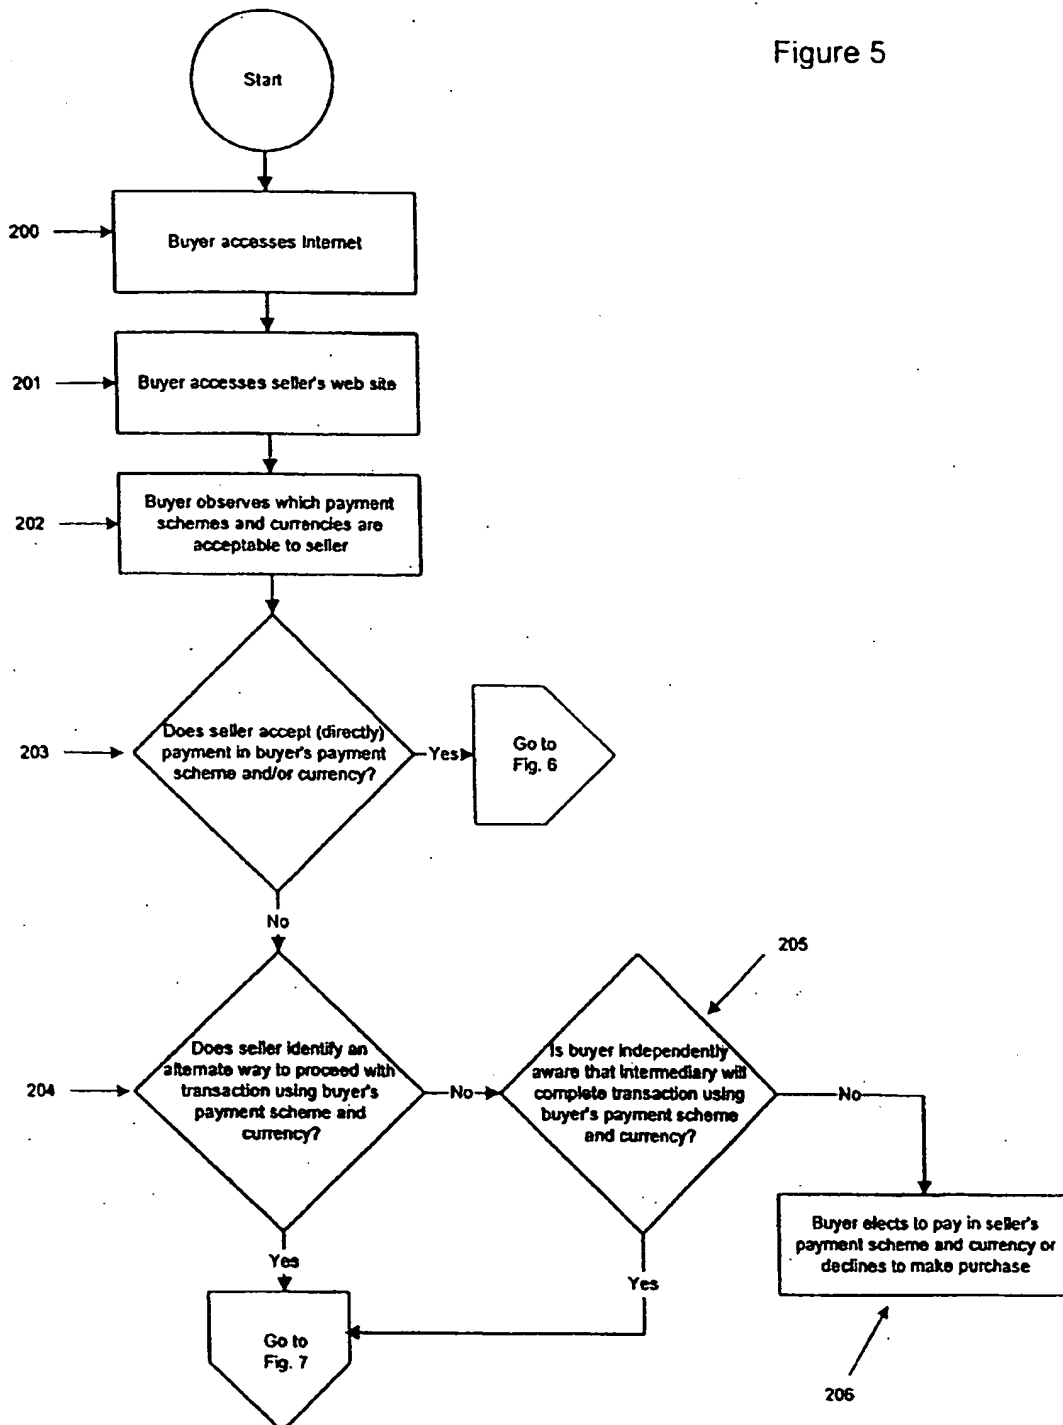 Figure 5
Start
200
Buyer accesses Internet
201
Buyer accesses seller's web site
202
Buyer observes which payment
schemes and currencies are
acceptable to seller
203
Does seller accept (directly)
payment in buyer's payment
scheme and/or currency?
Yes
Go to
Fig. 6
No
204
Does seller identify an
alternate way to proceed with
transaction using buyer's
payment scheme and
currency?
No
205
Is buyer independently
aware that intermediary will
complete transaction using
buyer's payment scheme
and currency?
No
Buyer elects to pay in seller's
payment scheme and currency or
declines to make purchase
206
Yes
Yes
Go to
Fig. 7